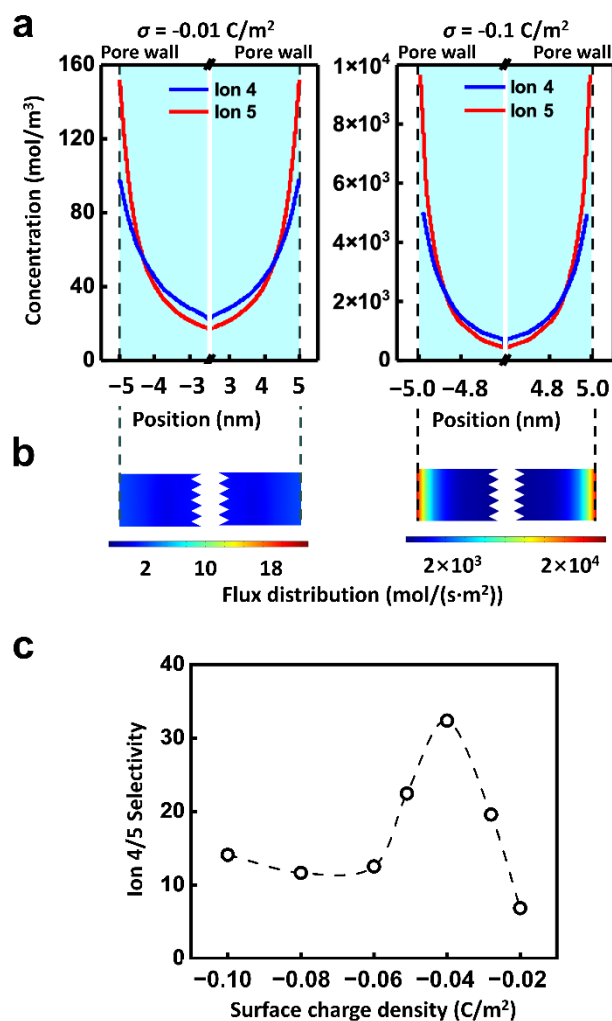 a
σ = -0.01 C/m²
σ = -0.1 C/m²
Pore wall Pore wall
Pore wall Pore wall
Concentration (mol/m³)
160
120
80
40
0
Ion 4
Ion 5
−5 −4 −3 3 4 5
Position (nm)
1×10⁴
8×10³
6×10³
4×10³
2×10³
0
Ion 4
Ion 5
−5.0 −4.8 4.8 5.0
Position (nm)
b
2 10 18
2×10³ 2×10⁴
Flux distribution (mol/(s·m²))
c
Ion 4/5 Selectivity
40
30
20
10
0
−0.10 −0.08 −0.06 −0.04 −0.02
Surface charge density (C/m²)